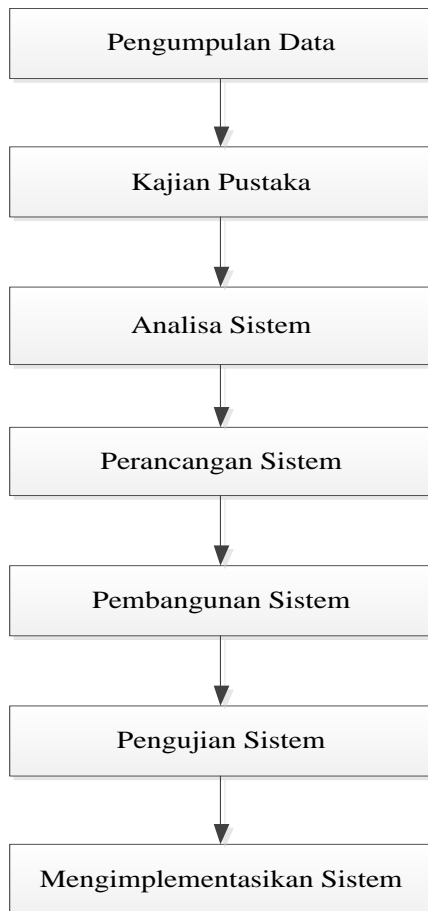 Pengumpulan Data
Kajian Pustaka
Analisa Sistem
Perancangan Sistem
Pembangunan Sistem
Pengujian Sistem
Mengimplementasikan Sistem